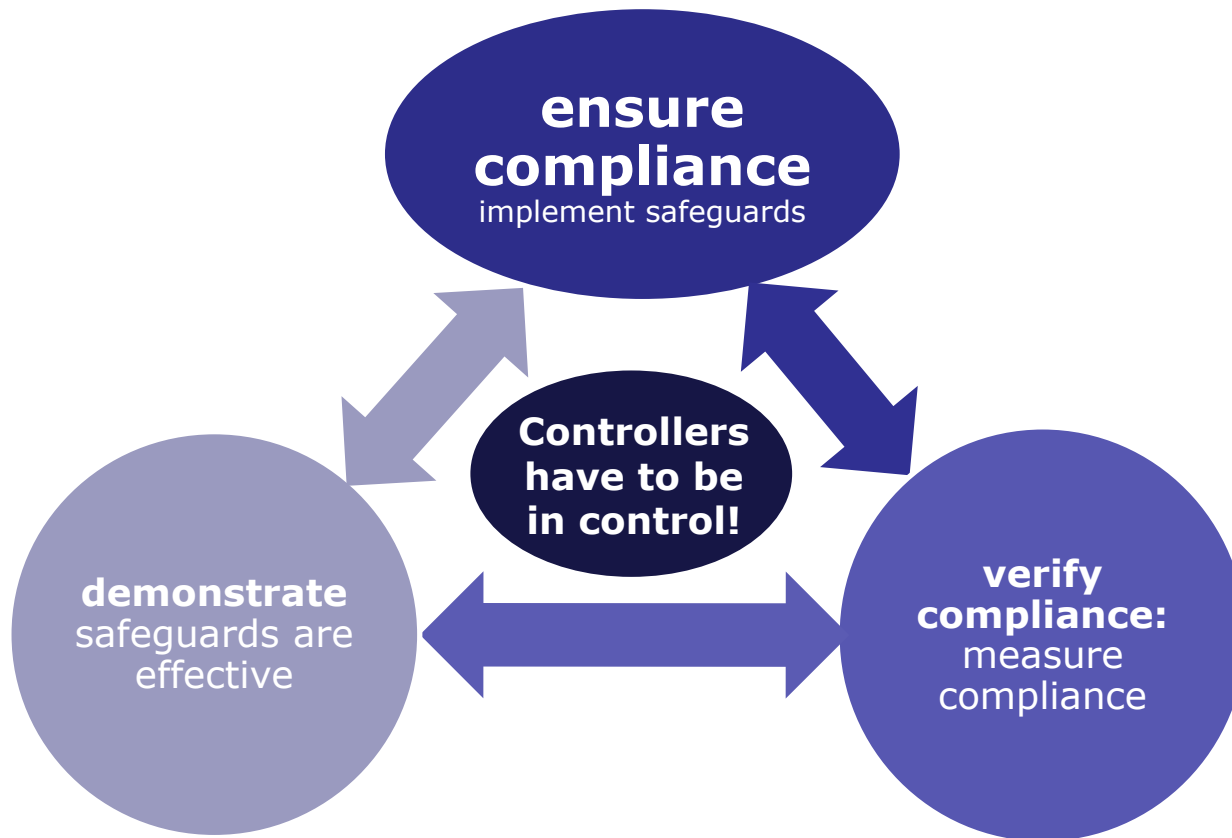 ensure
compliance
implement safeguards
Controllers
have to be
in control!
demonstrate
safeguards are
effective
verify
compliance:
measure
compliance